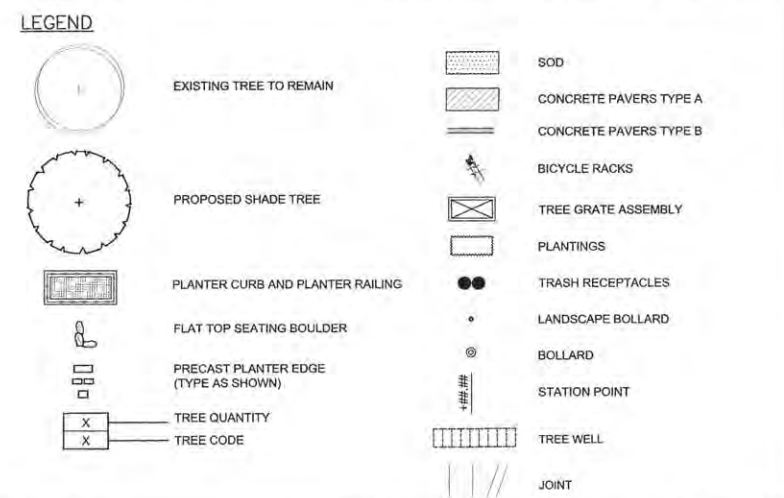 LEGEND
EXISTING TREE TO REMAIN
PROPOSED SHADE TREE
PLANTER CURB AND PLANTER RAILING
FLAT TOP SEATING BOULDER
PRECAST PLANTER EDGE
(TYPE AS SHOWN)
X TREE QUANTITY
X TREE CODE
SOD
CONCRETE PAVERS TYPE A
CONCRETE PAVERS TYPE B
BICYCLE RACKS
TREE GRATE ASSEMBLY
PLANTINGS
TRASH RECEPTACLES
LANDSCAPE BOLLARD
BOLLARD
+##.## STATION POINT
TREE WELL
JOINT